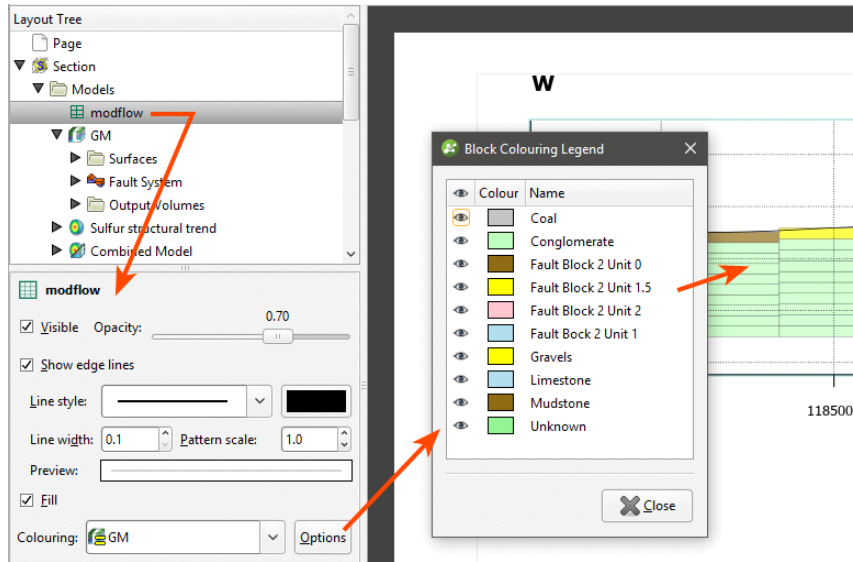 Layout Tree
Page
Section
Models
modflow
GM
Surfaces
Fault System
Output Volumes
Sulfur structural trend
Combined Model
modflow
Visible Opacity: 0.70
Show edge lines
Line style:
Line width: 0.1 Pattern scale: 1.0
Preview:
Fill
Colouring: GM Options
W
Block Colouring Legend
Colour Name
Coal
Conglomerate
Fault Block 2 Unit 0
Fault Block 2 Unit 1.5
Fault Block 2 Unit 2
Fault Bock 2 Unit 1
Gravels
Limestone
Mudstone
Unknown
Close
118500